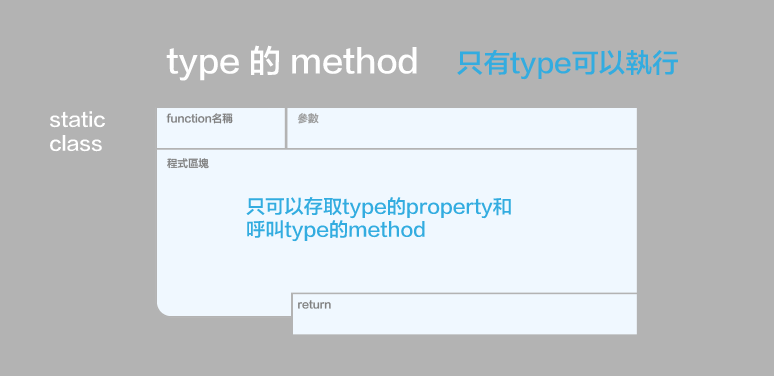 type 的 method
只有type可以執行
static
class
function名稱
參數
程式區塊
只可以存取type的property和
呼叫type的method
return